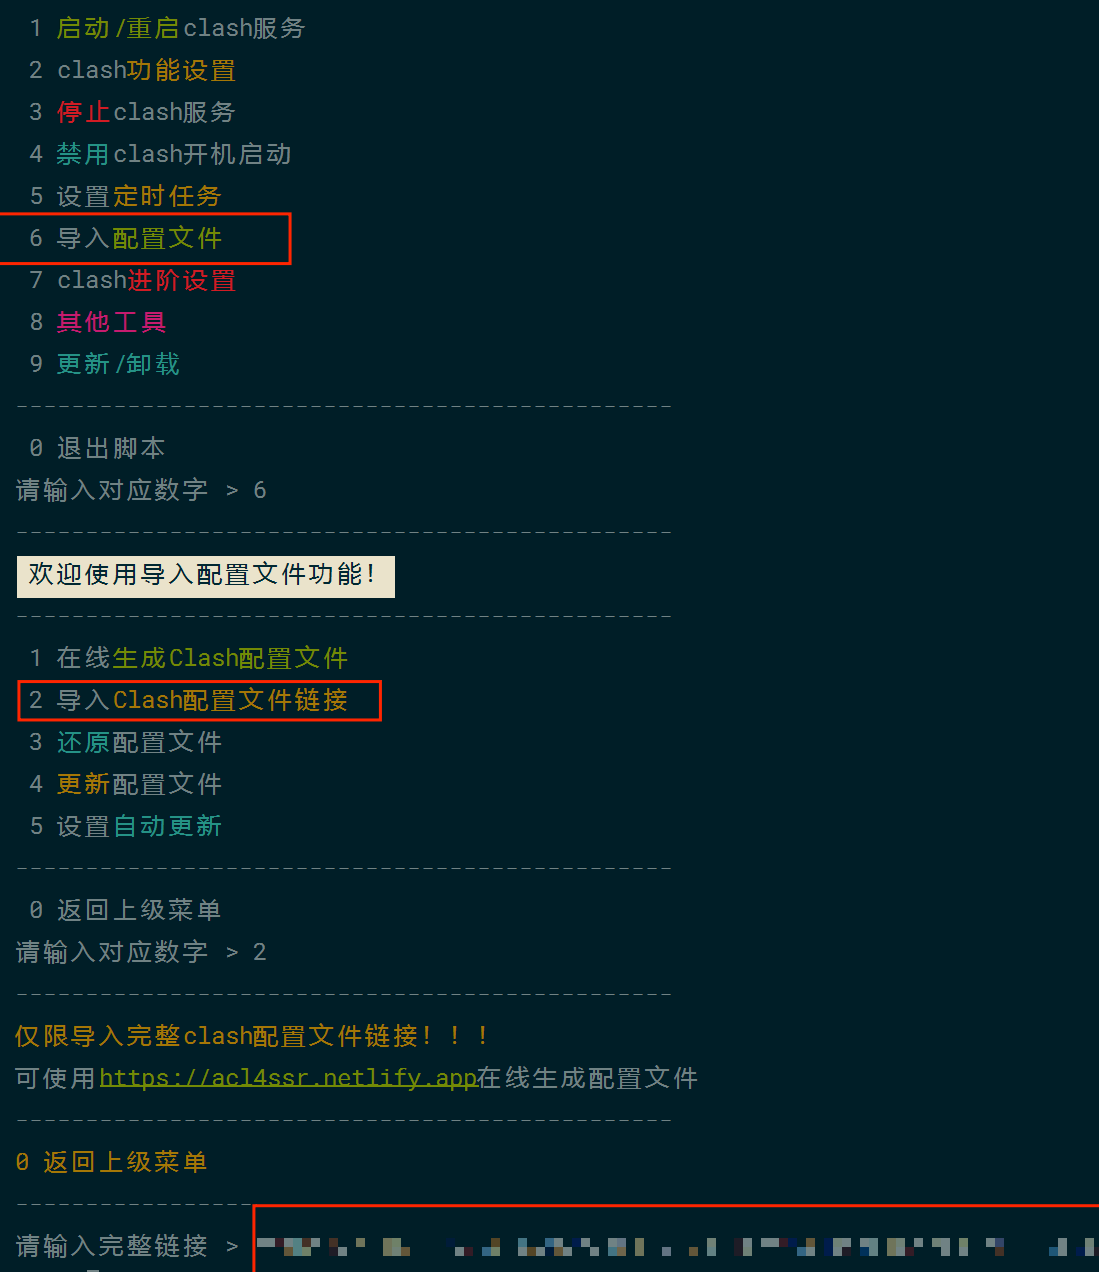 1 启动/重启clash服务
2 clash功能设置
3 停止clash服务
4 禁用clash开机启动
5 设置定时任务
6 导入配置文件
7 clash进阶设置
8 其他工具
9 更新/卸载
-----------------------------------------------
0 退出脚本
请输入对应数字 > 6
-----------------------------------------------
欢迎使用导入配置文件功能！
-----------------------------------------------
1 在线生成Clash配置文件
2 导入Clash配置文件链接
3 还原配置文件
4 更新配置文件
5 设置自动更新
-----------------------------------------------
0 返回上级菜单
请输入对应数字 > 2
-----------------------------------------------
仅限导入完整clash配置文件链接！！！
可使用https://acl4ssr.netlify.app在线生成配置文件
-----------------------------------------------
0 返回上级菜单
-----------------
请输入完整链接 >